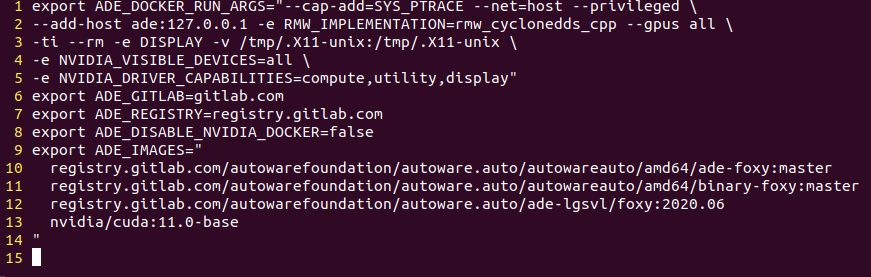 1 export ADE_DOCKER_RUN_ARGS="--cap-add=SYS_PTRACE --net=host --privileged \
2 --add-host ade:127.0.0.1 -e RMW_IMPLEMENTATION=rmw_cyclonedds_cpp --gpus all \
3 -ti --rm -e DISPLAY -v /tmp/.X11-unix:/tmp/.X11-unix \
4 -e NVIDIA_VISIBLE_DEVICES=all \
5 -e NVIDIA_DRIVER_CAPABILITIES=compute,utility,display"
6 export ADE_GITLAB=gitlab.com
7 export ADE_REGISTRY=registry.gitlab.com
8 export ADE_DISABLE_NVIDIA_DOCKER=false
9 export ADE_IMAGES="
10   registry.gitlab.com/autowarefoundation/autoware.auto/autowareauto/amd64/ade-foxy:master
11   registry.gitlab.com/autowarefoundation/autoware.auto/autowareauto/amd64/binary-foxy:master
12   registry.gitlab.com/autowarefoundation/autoware.auto/ade-lgsvl/foxy:2020.06
13   nvidia/cuda:11.0-base
14 "
15